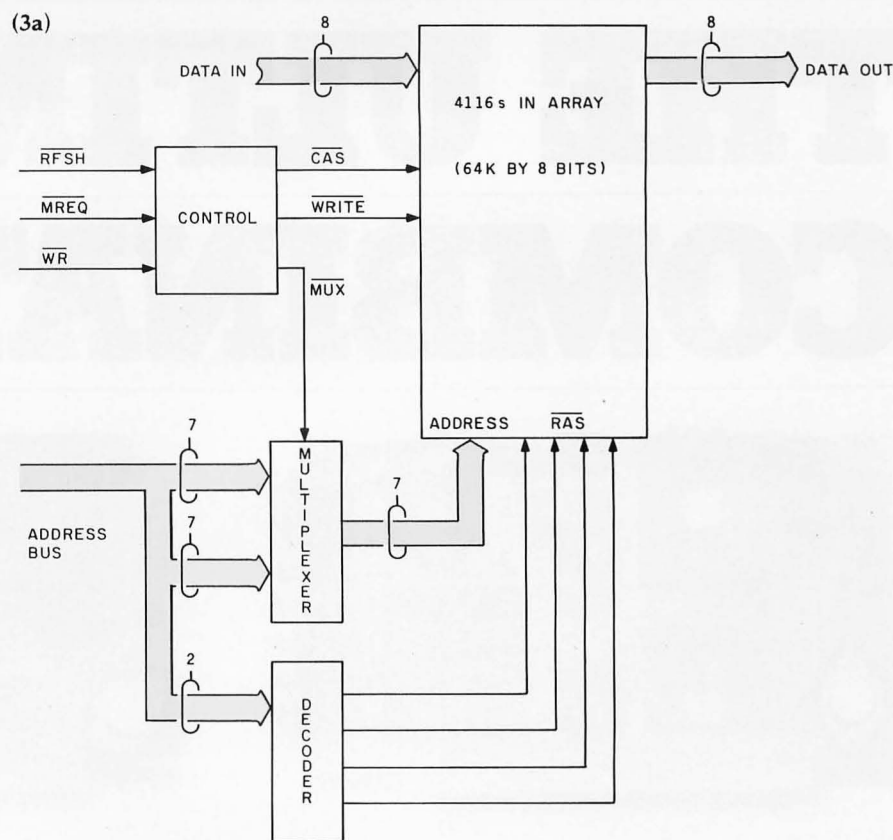 (3a)
8
8
DATA IN
DATA OUT
4116s IN ARRAY
(64K BY 8 BITS)
RFSH
CAS
MREQ
CONTROL
WRITE
WR
MUX
ADDRESS
RAS
7
MULTIPLEXER
7
7
ADDRESS
BUS
2
DECODER